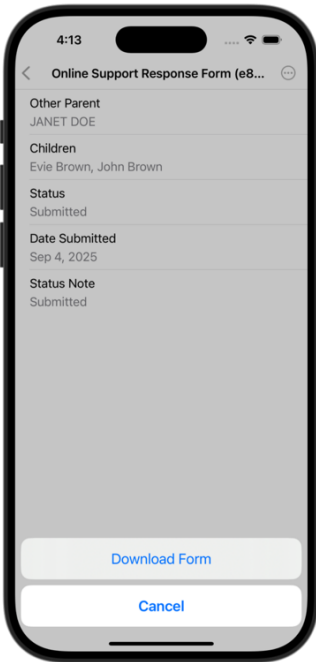 4:13
Online Support Response Form (e8...
Other Parent
JANET DOE
Children
Evie Brown, John Brown
Status
Submitted
Date Submitted
Sep 4, 2025
Status Note
Submitted
Download Form
Cancel